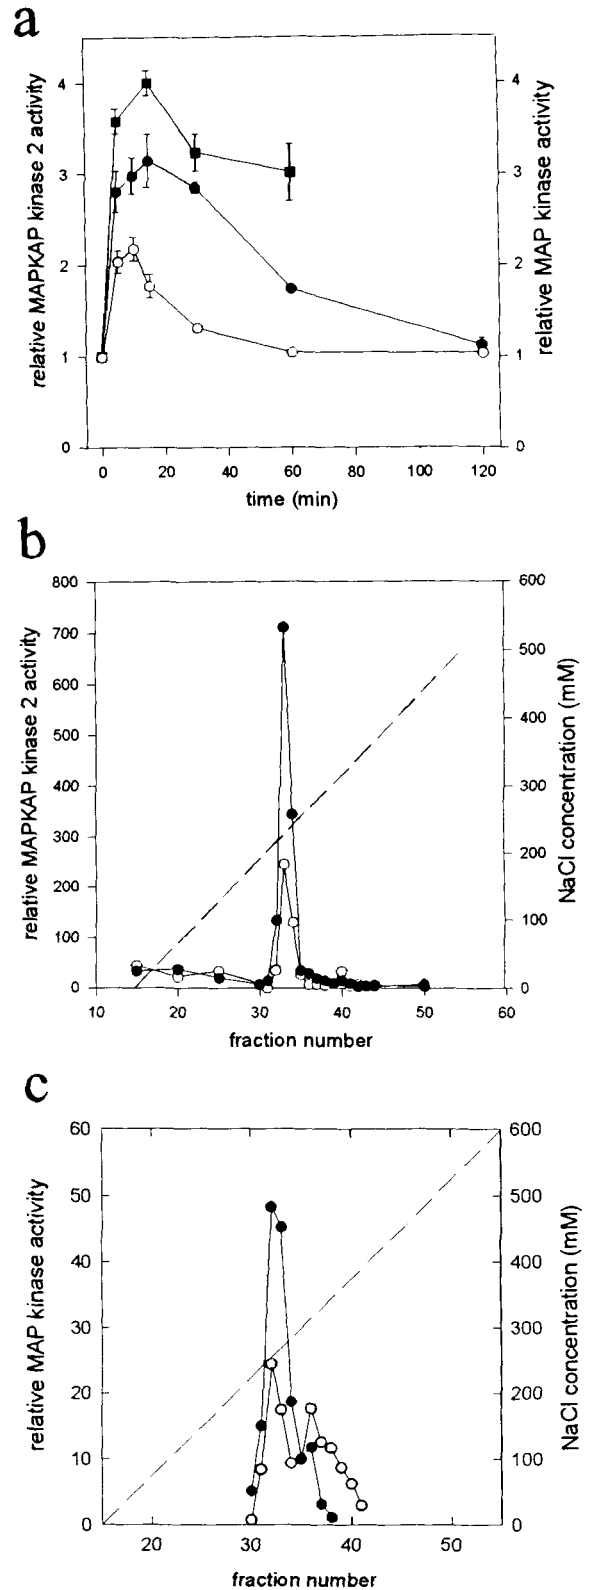 a
relative MAPKAP kinase 2 activity
4
3
2
1
0
4
3
2
1
0
relative MAP kinase activity
0 20 40 60 80 100 120
time (min)
b
relative MAPKAP kinase 2 activity
800
700
600
500
400
300
200
100
0
600
500
400
300
200
100
0
NaCl concentration (mM)
10 20 30 40 50 60
fraction number
c
relative MAP kinase activity
60
50
40
30
20
10
0
600
500
400
300
200
100
0
NaCl concentration (mM)
20 30 40 50
fraction number